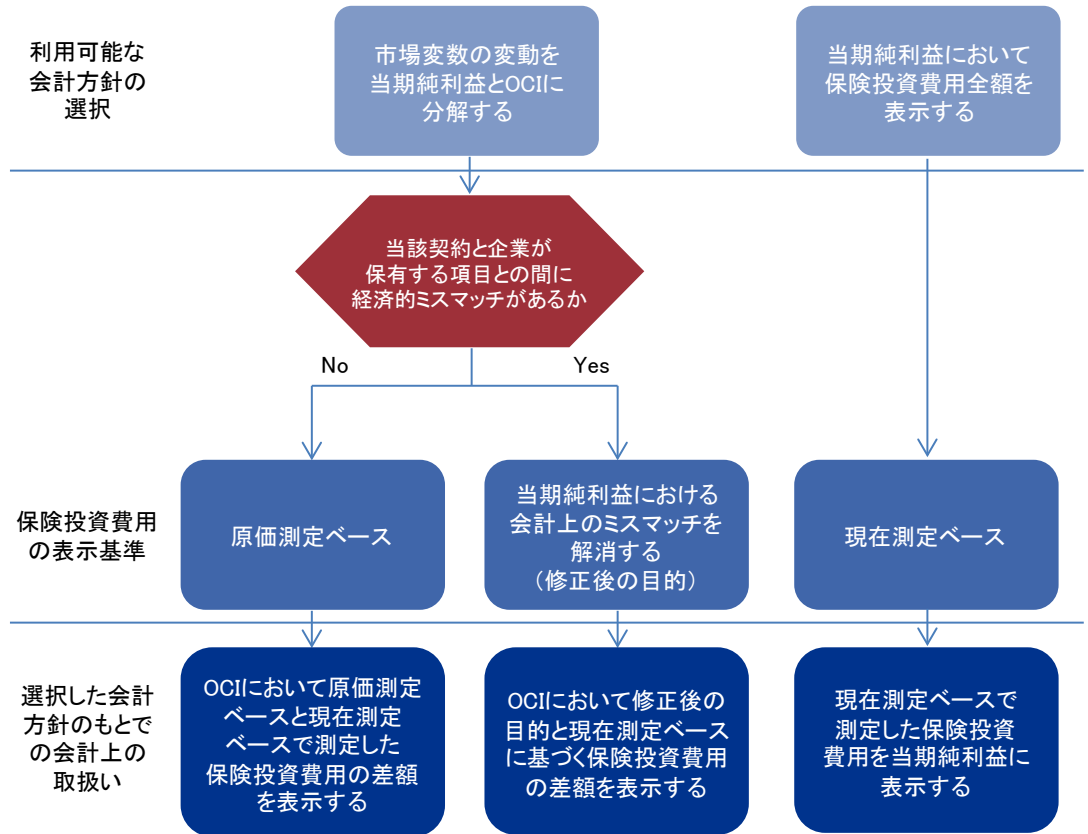 利用可能な
会計方針の
選択
市場変数の変動を
当期純利益とOCIに
分解する
当期純利益において
保険投資費用全額を
表示する
当該契約と企業が
保有する項目との間に
経済的ミスマッチがあるか
No
Yes
保険投資費用
の表示基準
原価測定ベース
当期純利益における
会計上のミスマッチを
解消する
（修正後の目的）
現在測定ベース
選択した会計
方針のもとで
の会計上の
取扱い
OCIにおいて原価測定
ベースと現在測定
ベースで測定した
保険投資費用の差額
を表示する
OCIにおいて修正後の
目的と現在測定ベース
に基づく保険投資費用
の差額を表示する
現在測定ベースで
測定した保険投資
費用を当期純利益に
表示する